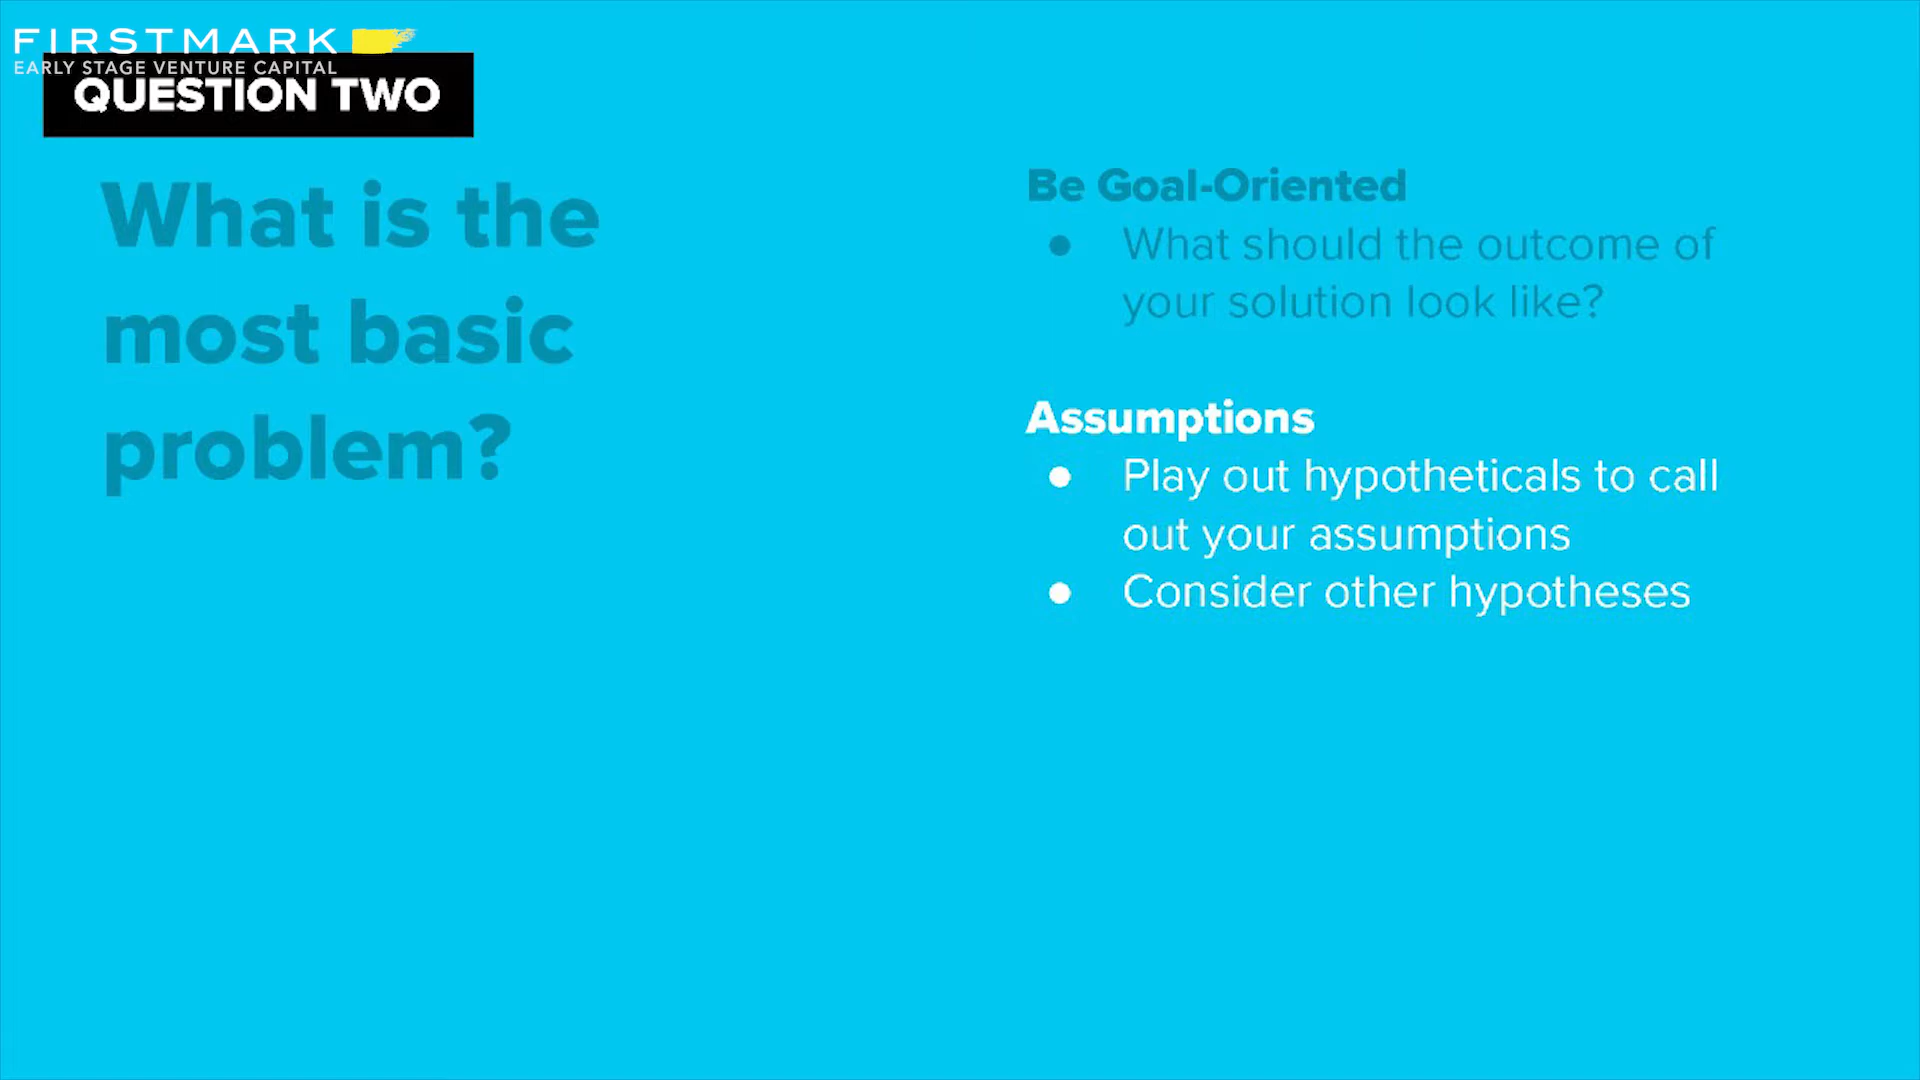 FIRSTMARK
EARLY STAGE VENTURE CAPITAL
QUESTION TWO
What is the
most basic
problem?
Be Goal-Oriented
● What should the outcome of
your solution look like?
Assumptions
● Play out hypotheticals to call
out your assumptions
● Consider other hypotheses